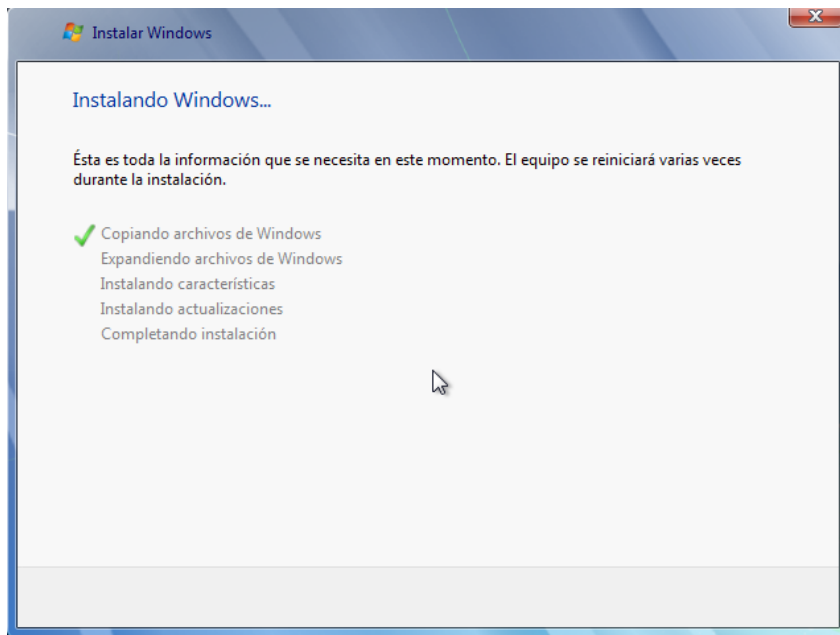 Instalar Windows
Instalando Windows...
Ésta es toda la información que se necesita en este momento. El equipo se reiniciará varias veces
durante la instalación.
Copiando archivos de Windows
Expandiendo archivos de Windows
Instalando características
Instalando actualizaciones
Completando instalación